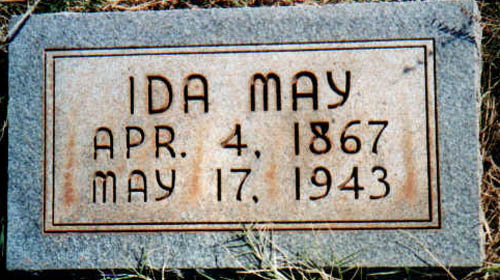 IDA MAY
APR. 4, 1867
MAY 17, 1943